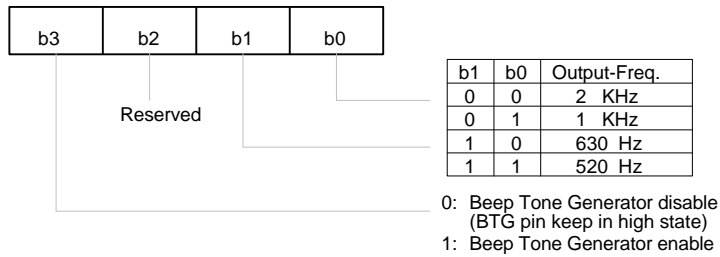 b3 b2 b1 b0
Reserved
b1 b0 Output-Freq.
0 0 2 KHz
0 1 1 KHz
1 0 630 Hz
1 1 520 Hz
0: Beep Tone Generator disable
(BTG pin keep in high state)
1: Beep Tone Generator enable